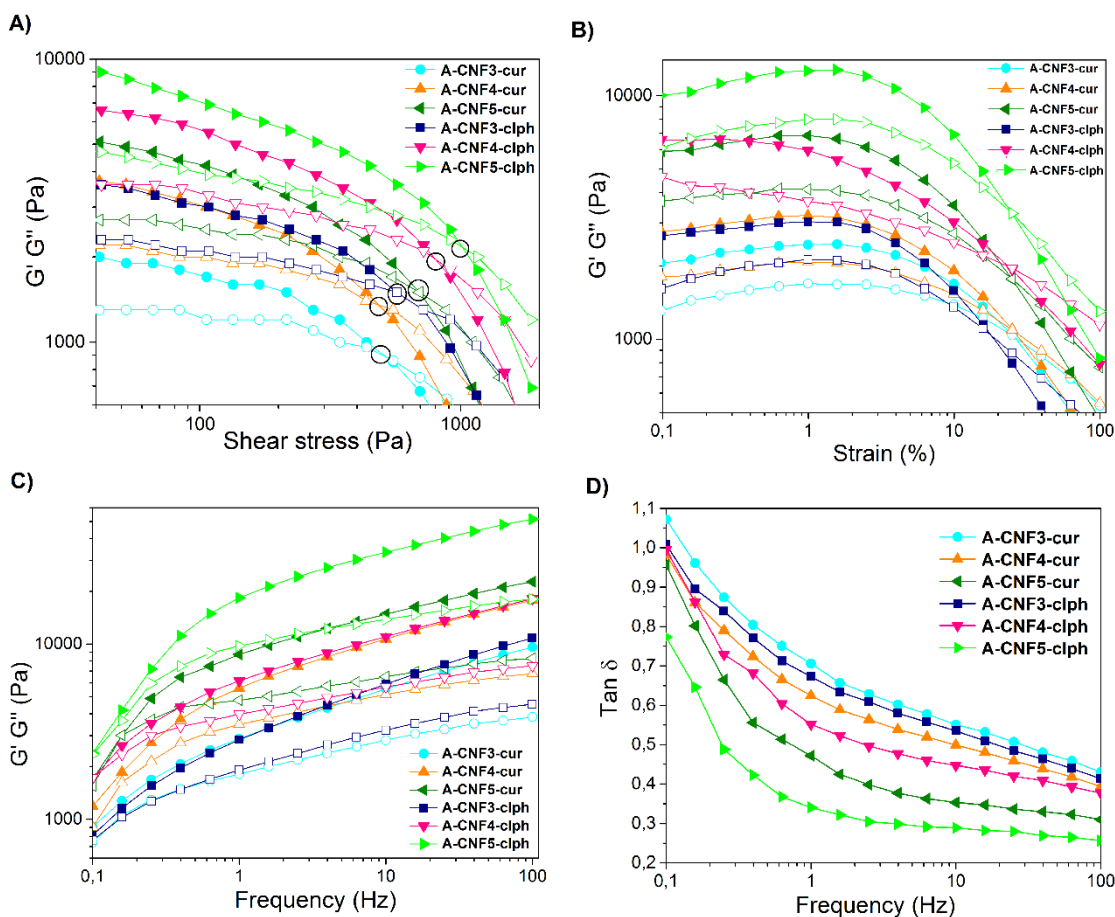 A)
G' G'' (Pa)
10000
1000
100
1000
Shear stress (Pa)
A-CNF3-cur
A-CNF4-cur
A-CNF5-cur
A-CNF3-clph
A-CNF4-clph
A-CNF5-clph
B)
G' G'' (Pa)
10000
1000
0,1
1
10
100
Strain (%)
A-CNF3-cur
A-CNF4-cur
A-CNF5-cur
A-CNF3-clph
A-CNF4-clph
A-CNF5-clph
C)
G' G'' (Pa)
10000
1000
0,1
1
10
100
Frequency (Hz)
A-CNF3-cur
A-CNF4-cur
A-CNF5-cur
A-CNF3-clph
A-CNF4-clph
A-CNF5-clph
D)
Tan δ
1,1
1,0
0,9
0,8
0,7
0,6
0,5
0,4
0,3
0,2
0,1
1
10
100
Frequency (Hz)
A-CNF3-cur
A-CNF4-cur
A-CNF5-cur
A-CNF3-clph
A-CNF4-clph
A-CNF5-clph